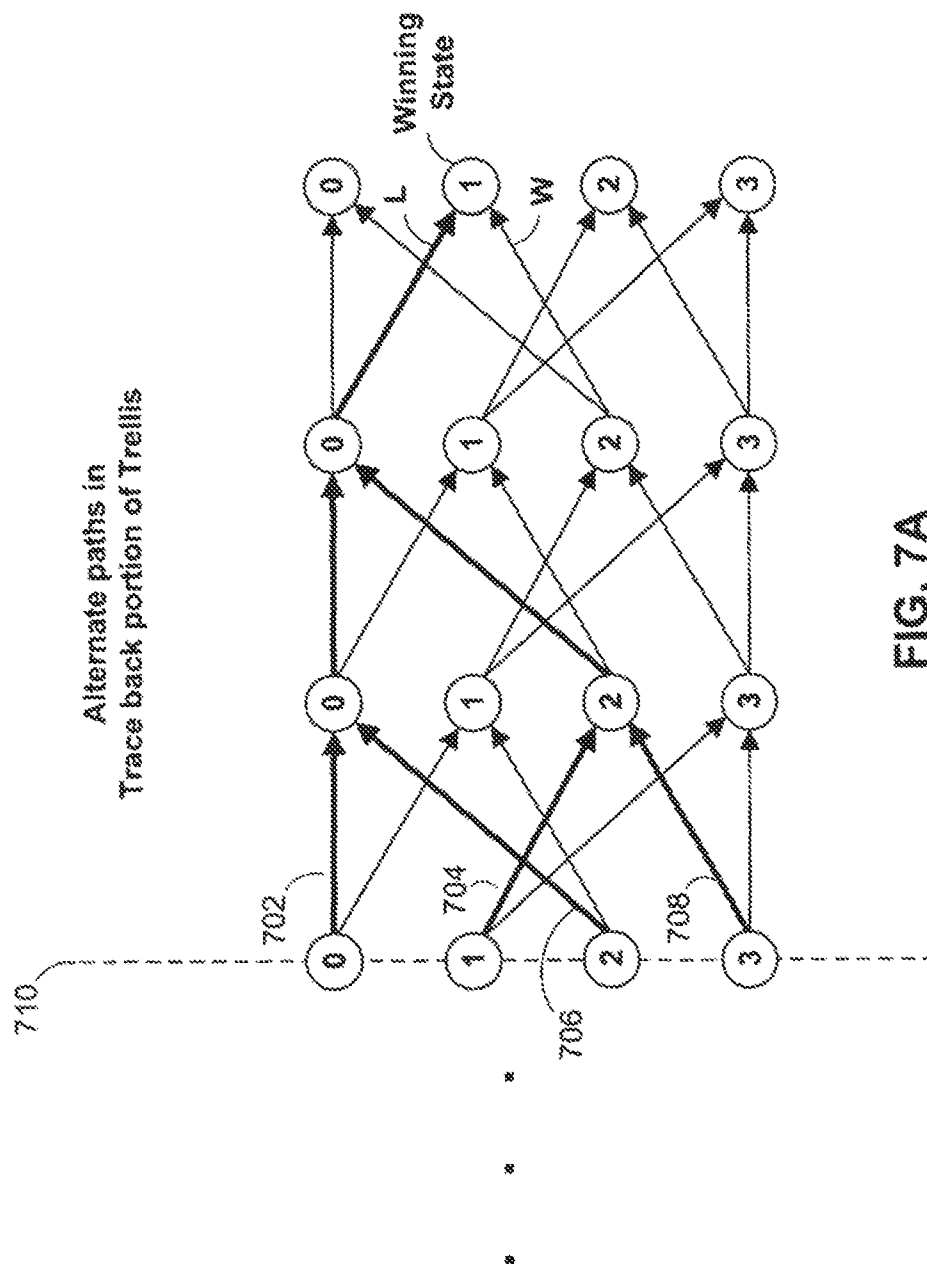 710
Alternate paths in
Trace back portion of Trellis
702
0 0 0 0
L
Winning
State
704
1 1 1 1
W
706
2 2 2 2
708
3 3 3 3
FIG. 7A